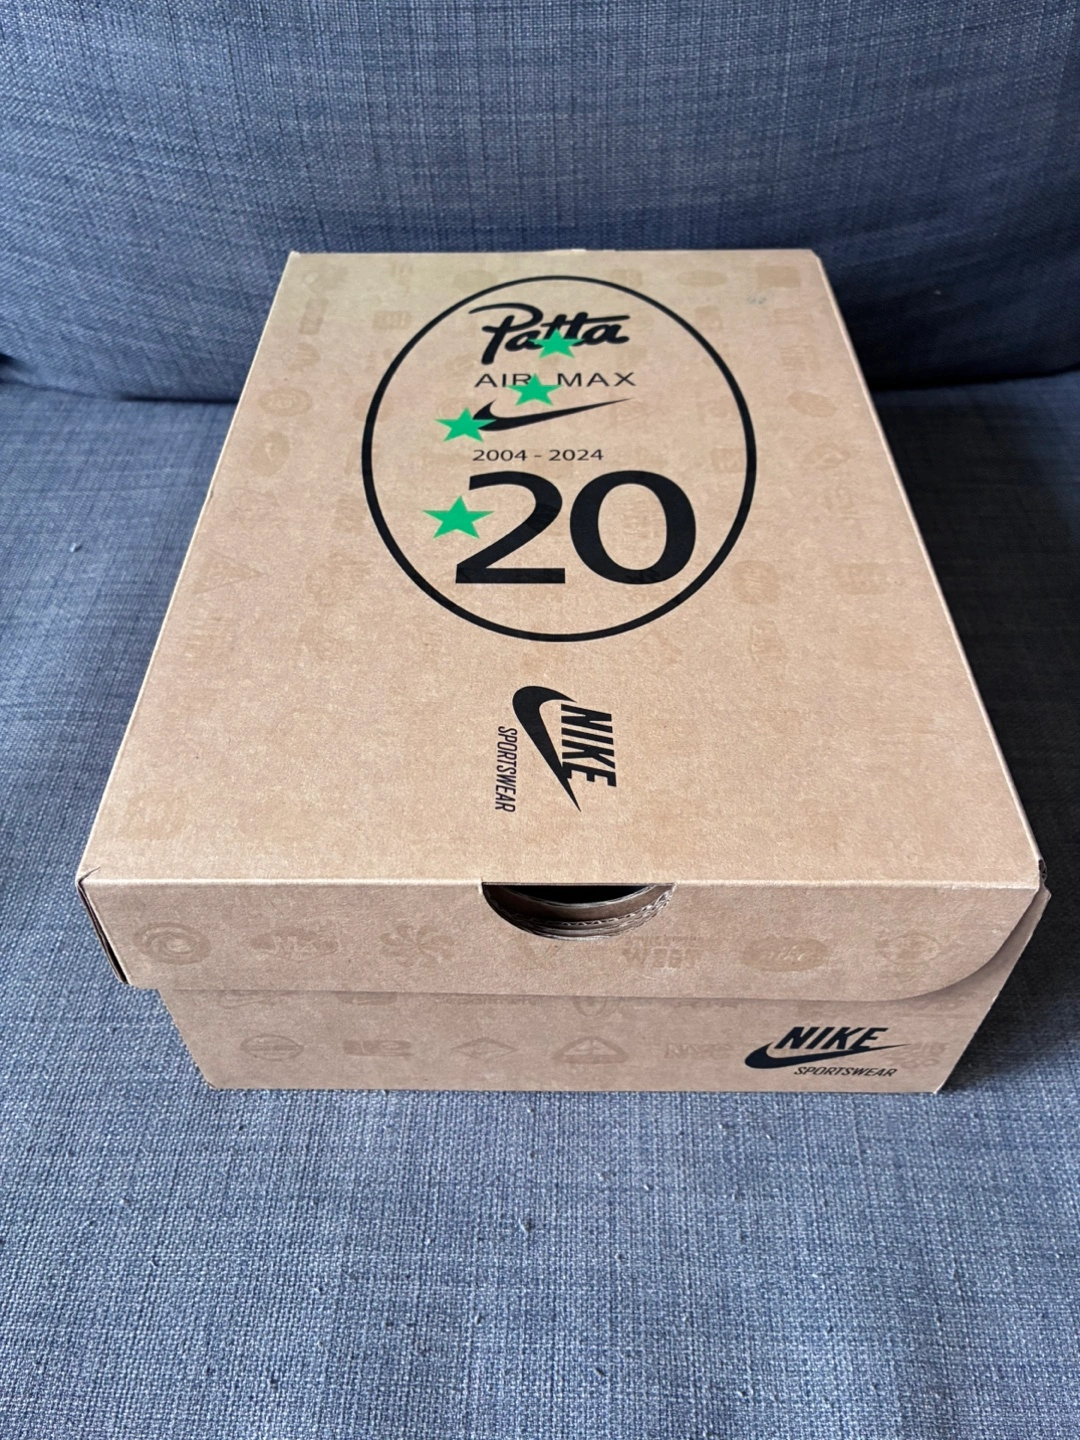 Patta
AIR MAX
2004 - 2024
20
NIKE
SPORTSWEAR
NIKE
SPORTSWEAR